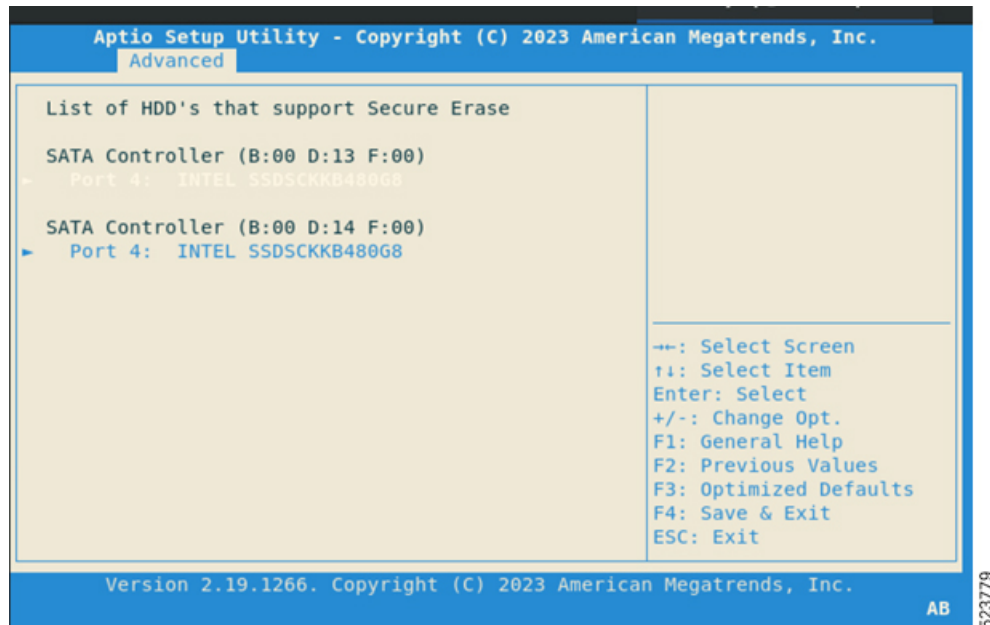 Aptio Setup Utility - Copyright (C) 2023 American Megatrends, Inc.
Advanced
List of HDD's that support Secure Erase
SATA Controller (B:00 D:13 F:00)
► Port 4: INTEL SSDSCKKB480G8
SATA Controller (B:00 D:14 F:00)
► Port 4: INTEL SSDSCKKB480G8
→←: Select Screen
↑↓: Select Item
Enter: Select
+/-: Change Opt.
F1: General Help
F2: Previous Values
F3: Optimized Defaults
F4: Save & Exit
ESC: Exit
Version 2.19.1266. Copyright (C) 2023 American Megatrends, Inc.
AB
523779